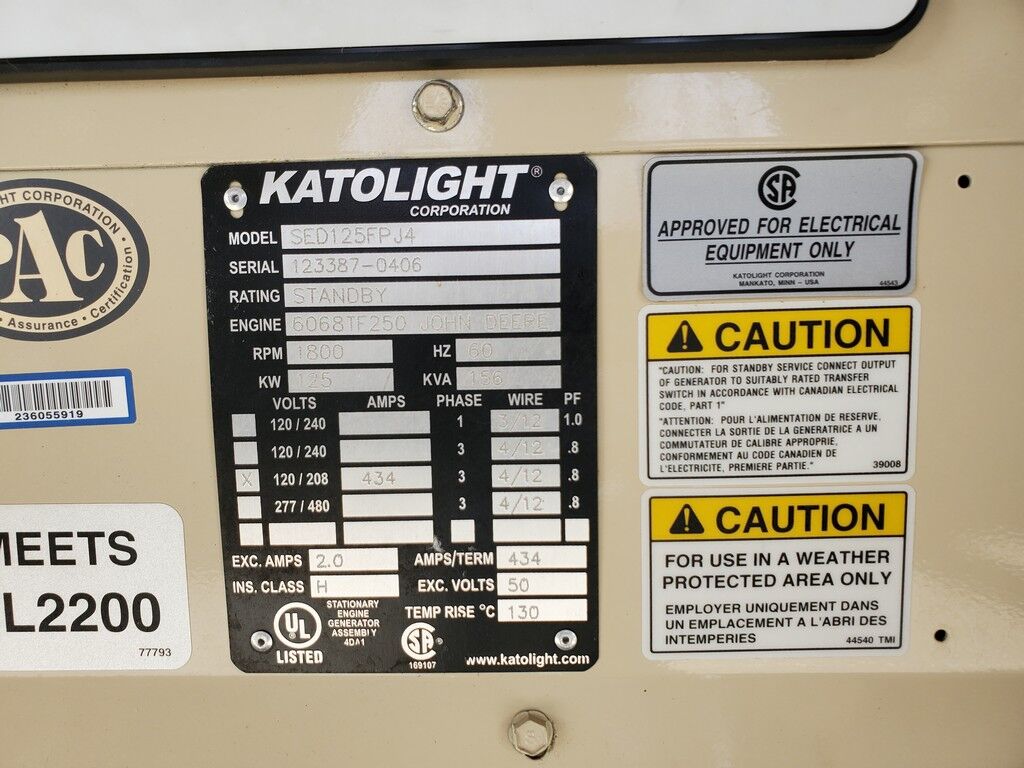 HT CORPORATION
PAC
Assurance • Certification
236055919
MEETS
L2200
77793
KATOLIGHT®
CORPORATION
MODEL SED125FPJ4
SERIAL 123387-0406
RATING STANDBY
ENGINE 6068TF250 JOHN DEERE
RPM 1800 HZ 60
KW 125 KVA 156
VOLTS AMPS PHASE WIRE PF
120 / 240 1 3/12 1.0
120 / 240 3 4/12 .8
X 120 / 208 434 3 4/12 .8
277 / 480 3 4/12 .8
EXC. AMPS 2.0 AMPS/TERM 434
INS. CLASS H EXC. VOLTS 50
TEMP RISE °C 130
UL
LISTED
STATIONARY
ENGINE
GENERATOR
ASSEMBLY
4DA1
SA
169107
www.katolight.com
SA
APPROVED FOR ELECTRICAL
EQUIPMENT ONLY
KATOLIGHT CORPORATION
MANKATO, MINN - USA
44543
CAUTION
"CAUTION: FOR STANDBY SERVICE CONNECT OUTPUT
OF GENERATOR TO SUITABLY RATED TRANSFER
SWITCH IN ACCORDANCE WITH CANADIAN ELECTRICAL
CODE, PART 1"
"ATTENTION: POUR L'ALIMENTATION DE RESERVE,
CONNECTER LA SORTIE DE LA GENERATRICE A UN
COMMUTATEUR DE CALIBRE APPROPRIE,
CONFORMEMENT AU CODE CANADIEN DE
L'ELECTRICITE, PREMIERE PARTIE."
39008
CAUTION
FOR USE IN A WEATHER
PROTECTED AREA ONLY
EMPLOYER UNIQUEMENT DANS
UN EMPLACEMENT A L'ABRI DES
INTEMPERIES
44540 TMI